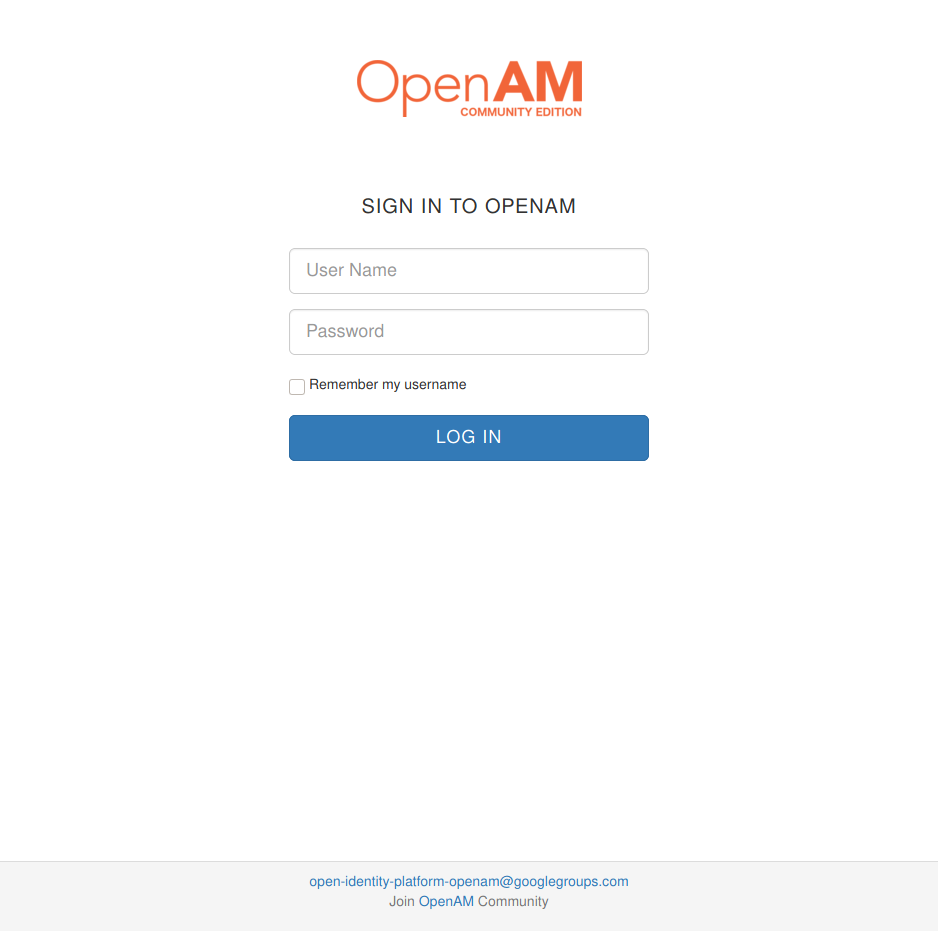 OpenAM
COMMUNITY EDITION
SIGN IN TO OPENAM
User Name
Password
Remember my username
LOG IN
open-identity-platform-openam@googlegroups.com
Join OpenAM Community